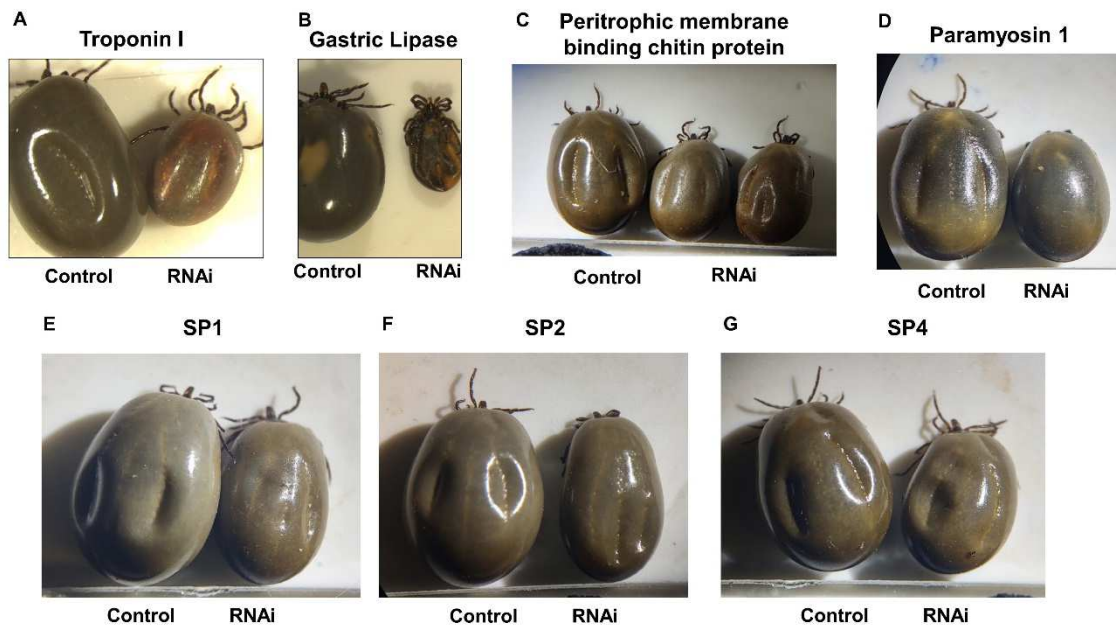 A
Troponin I
Control RNAi
B
Gastric Lipase
Control RNAi
C
Peritrophic membrane
binding chitin protein
Control RNAi
D
Paramyosin 1
Control RNAi
E
SP1
Control RNAi
F
SP2
Control RNAi
G
SP4
Control RNAi